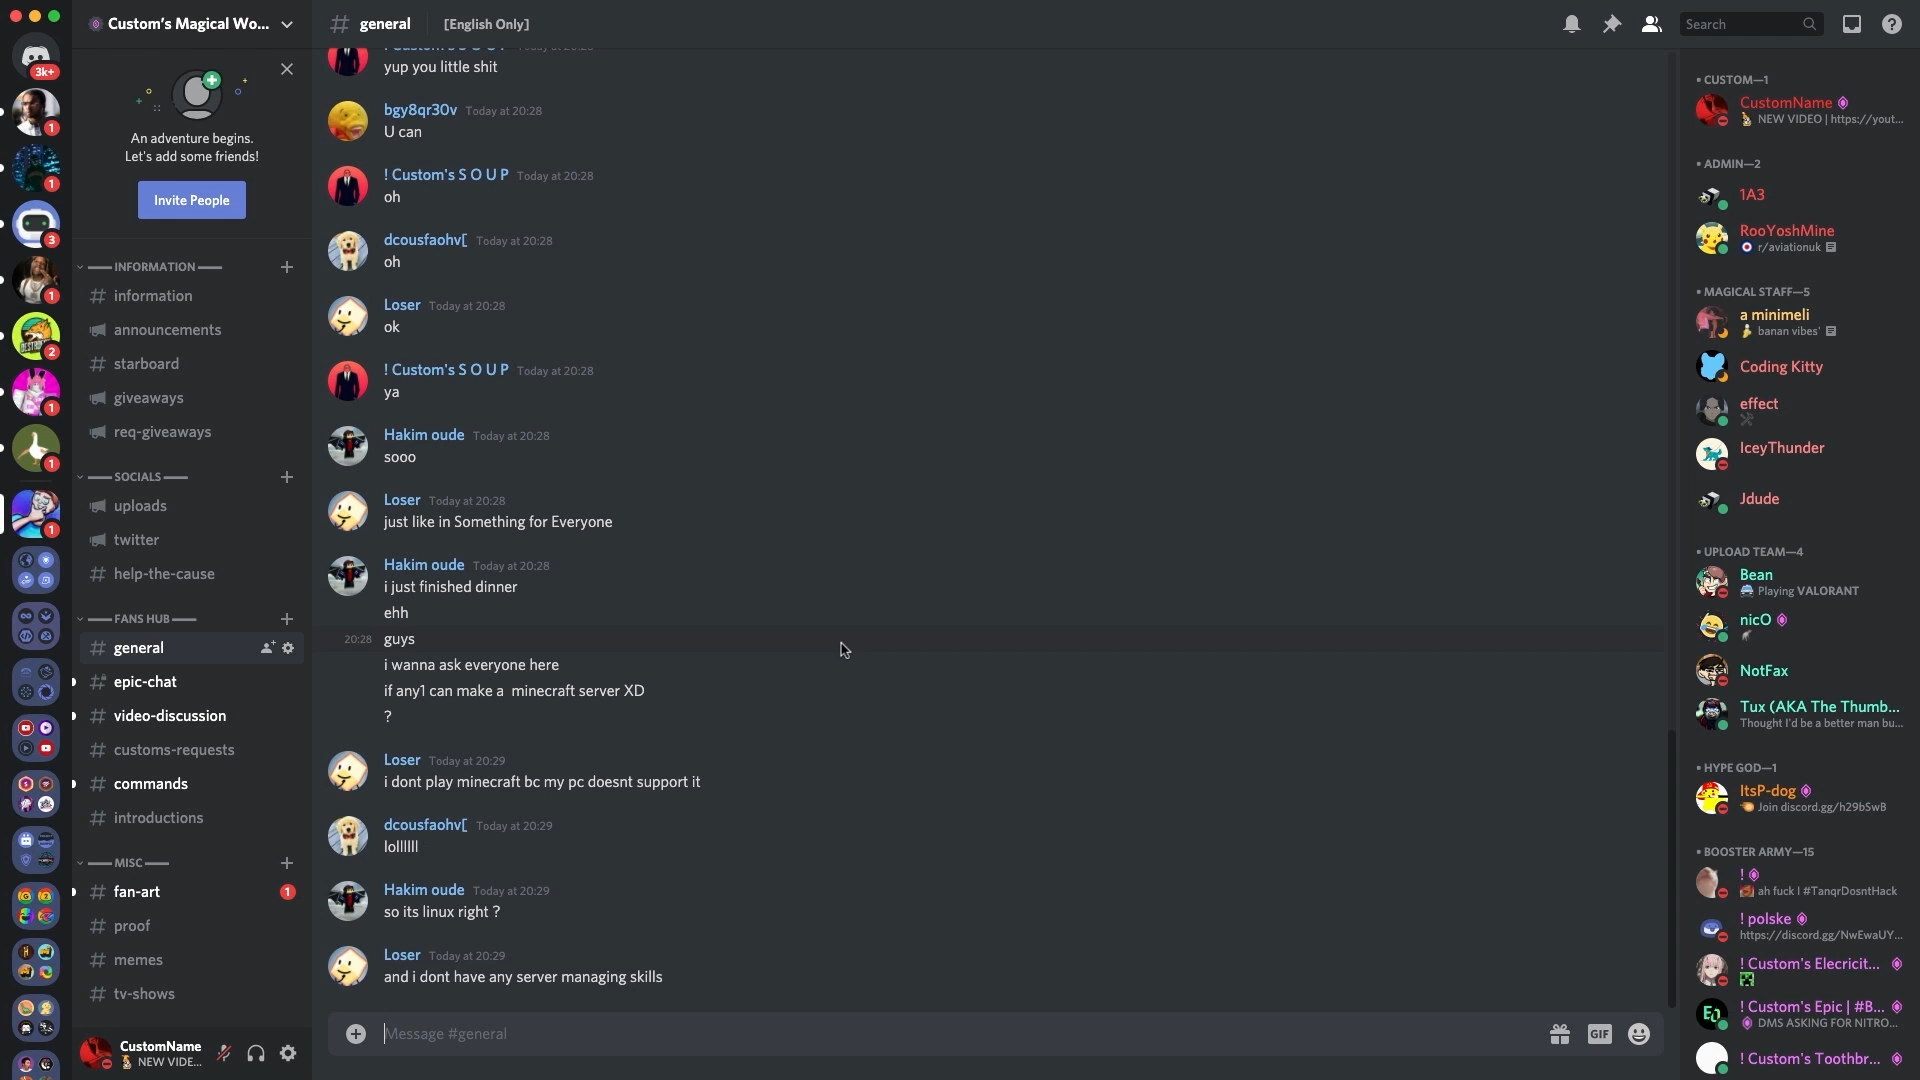 Custom's Magical Wo...
general
[English Only]
Search
3k+
1
1
3
1
2
1
1
1
An adventure begins.
Let's add some friends!
Invite People
INFORMATION
information
announcements
starboard
giveaways
req-giveaways
SOCIALS
uploads
twitter
help-the-cause
FANS HUB
general
epic-chat
video-discussion
customs-requests
commands
introductions
MISC
fan-art
1
proof
memes
tv-shows
CustomName
NEW VIDE...
yup you little shit
bgy8qr30v Today at 20:28
U can
! Custom's S O U P Today at 20:28
oh
dcousfaohv[ Today at 20:28
oh
Loser Today at 20:28
ok
! Custom's S O U P Today at 20:28
ya
Hakim oude Today at 20:28
sooo
Loser Today at 20:28
just like in Something for Everyone
Hakim oude Today at 20:28
i just finished dinner
ehh
20:28 guys
i wanna ask everyone here
if any1 can make a minecraft server XD
?
Loser Today at 20:29
i dont play minecraft bc my pc doesnt support it
dcousfaohv[ Today at 20:29
lollllll
Hakim oude Today at 20:29
so its linux right ?
Loser Today at 20:29
and i dont have any server managing skills
Message #general
GIF
• CUSTOM—1
CustomName
NEW VIDEO | https://yout...
• ADMIN—2
1A3
RooYoshMine
r/aviationuk
• MAGICAL STAFF—5
a minimeli
banan vibes'
Coding Kitty
effect
IceyThunder
Jdude
• UPLOAD TEAM—4
Bean
Playing VALORANT
nicO
NotFax
Tux (AKA The Thumb...
Thought I'd be a better man bu...
• HYPE GOD—1
ItsP-dog
Join discord.gg/h29bSwB
• BOOSTER ARMY—15
!
ah fuck I #TanqrDosntHack
! polske
https://discord.gg/NwEwaUY...
! Custom's Elecricit...
! Custom's Epic | #B...
DMS ASKING FOR NITRO...
! Custom's Toothbr...